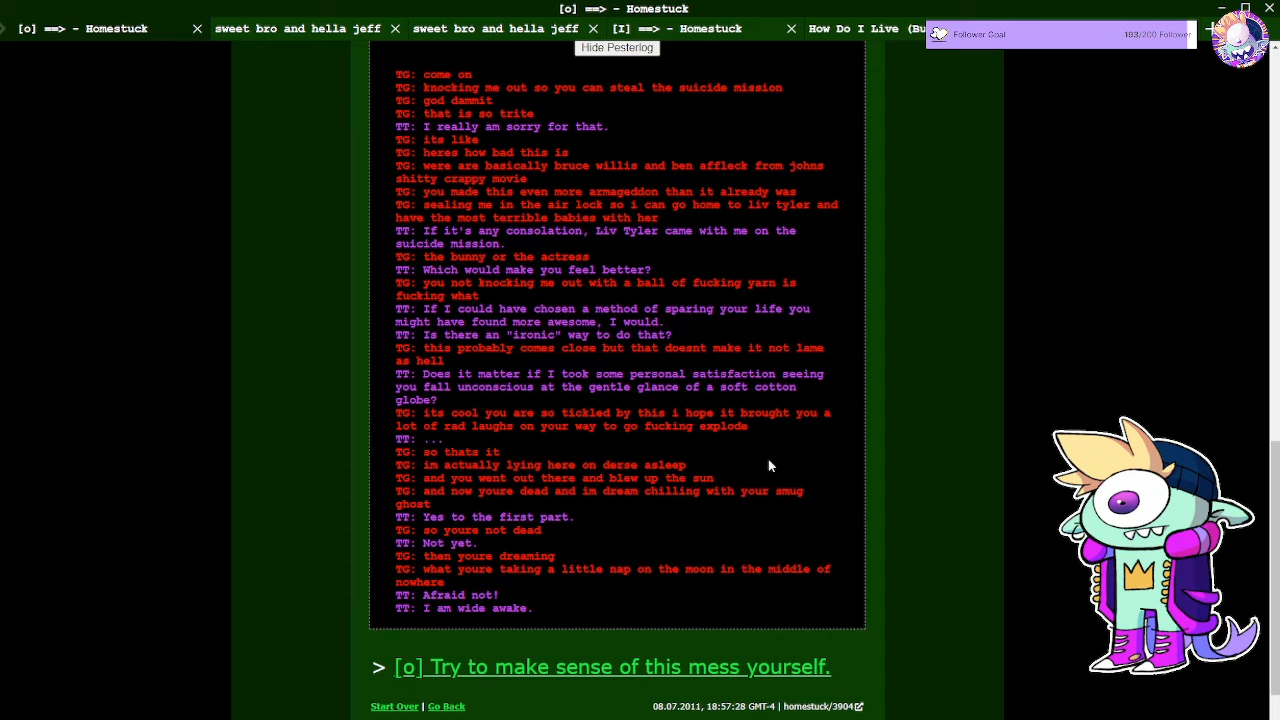 [o] ==> - Homestuck
[o] ==> - Homestuck
sweet bro and hella jeff
sweet bro and hella jeff
[I] ==> - Homestuck
How Do I Live (Bu
Follower Goal
193/200 Follower
Hide Pesterlog
TG: come on
TG: knocking me out so you can steal the suicide mission
TG: god dammit
TG: that is so trite
TT: I really am sorry for that.
TG: its like
TG: heres how bad this is
TG: were are basically bruce willis and ben affleck from johns
shitty crappy movie
TG: you made this even more armageddon than it already was
TG: sealing me in the air lock so i can go home to liv tyler and
have the most terrible babies with her
TT: If it's any consolation, Liv Tyler came with me on the
suicide mission.
TG: the bunny or the actress
TT: Which would make you feel better?
TG: you not knocking me out with a ball of fucking yarn is
fucking what
TT: If I could have chosen a method of sparing your life you
might have found more awesome, I would.
TT: Is there an "ironic" way to do that?
TG: this probably comes close but that doesnt make it not lame
as hell
TT: Does it matter if I took some personal satisfaction seeing
you fall unconscious at the gentle glance of a soft cotton
globe?
TG: its cool you are so tickled by this i hope it brought you a
lot of rad laughs on your way to go fucking explode
TT: ...
TG: so thats it
TG: im actually lying here on derse asleep
TG: and you went out there and blew up the sun
TG: and now youre dead and im dream chilling with your smug
ghost
TT: Yes to the first part.
TG: so youre not dead
TT: Not yet.
TG: then youre dreaming
TG: what youre taking a little nap on the moon in the middle of
nowhere
TT: Afraid not!
TT: I am wide awake.
> [o] Try to make sense of this mess yourself.
Start Over | Go Back
08.07.2011, 18:57:28 GMT-4 | homestuck/3904